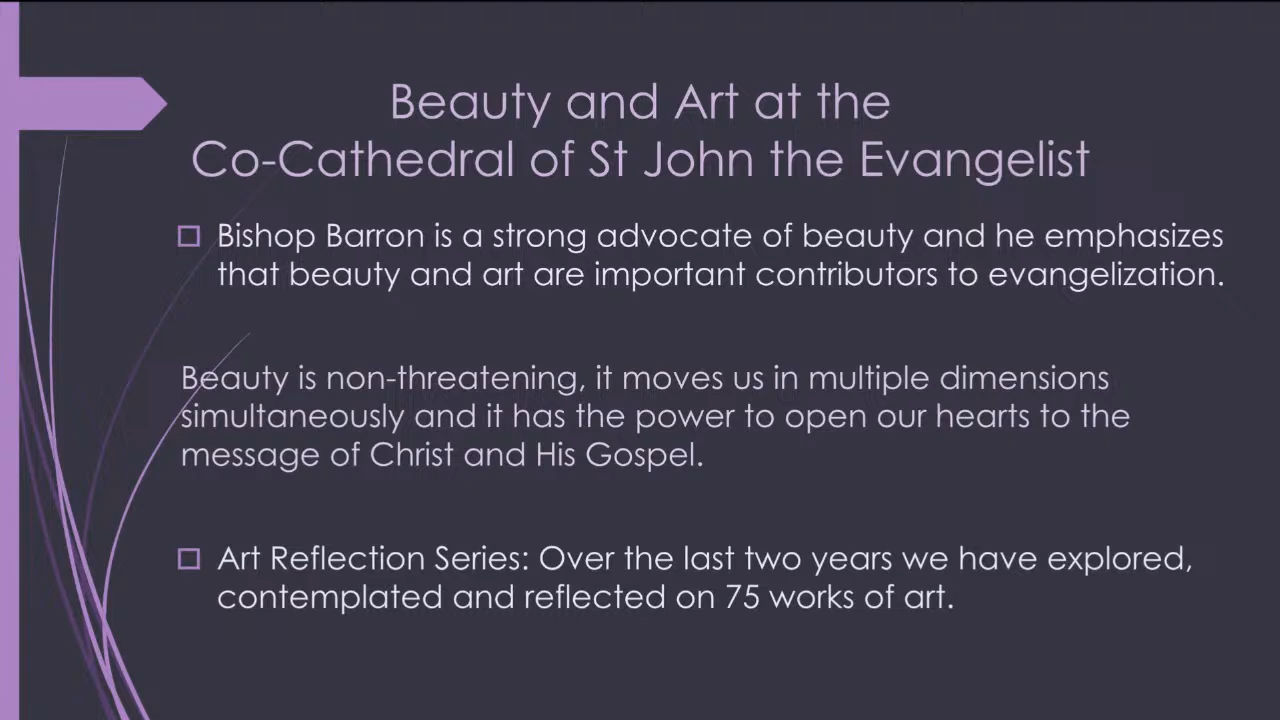 Beauty and Art at the
Co-Cathedral of St John the Evangelist
Bishop Barron is a strong advocate of beauty and he emphasizes
that beauty and art are important contributors to evangelization.
Beauty is non-threatening, it moves us in multiple dimensions
simultaneously and it has the power to open our hearts to the
message of Christ and His Gospel.
Art Reflection Series: Over the last two years we have explored,
contemplated and reflected on 75 works of art.